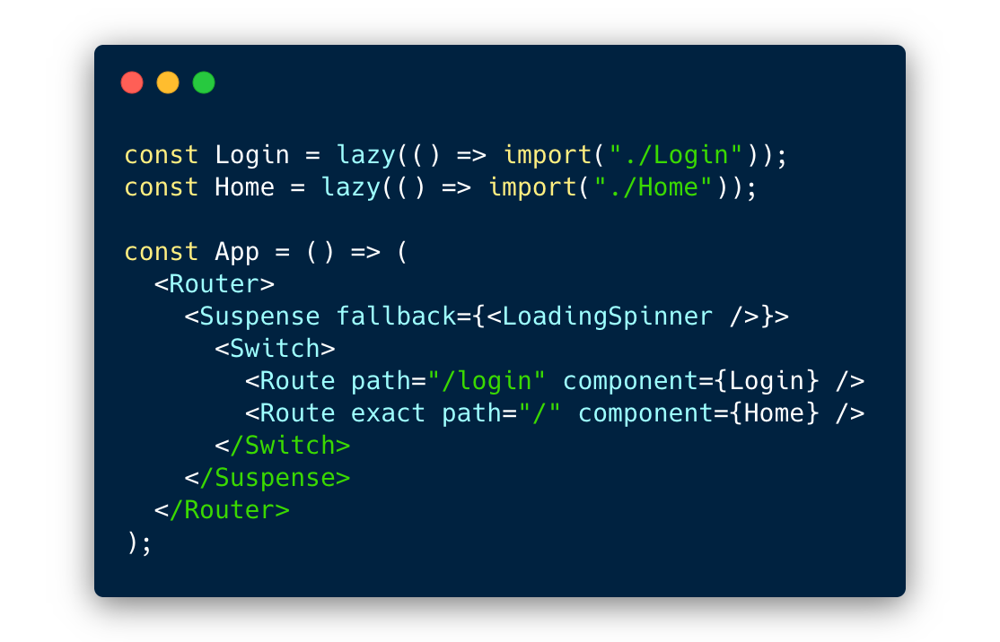 const Login = lazy(() => import("./Login"));
const Home = lazy(() => import("./Home"));

const App = () => (
  <Router>
    <Suspense fallback={<LoadingSpinner />}>
      <Switch>
        <Route path="/login" component={Login} />
        <Route exact path="/" component={Home} />
      </Switch>
    </Suspense>
  </Router>
);